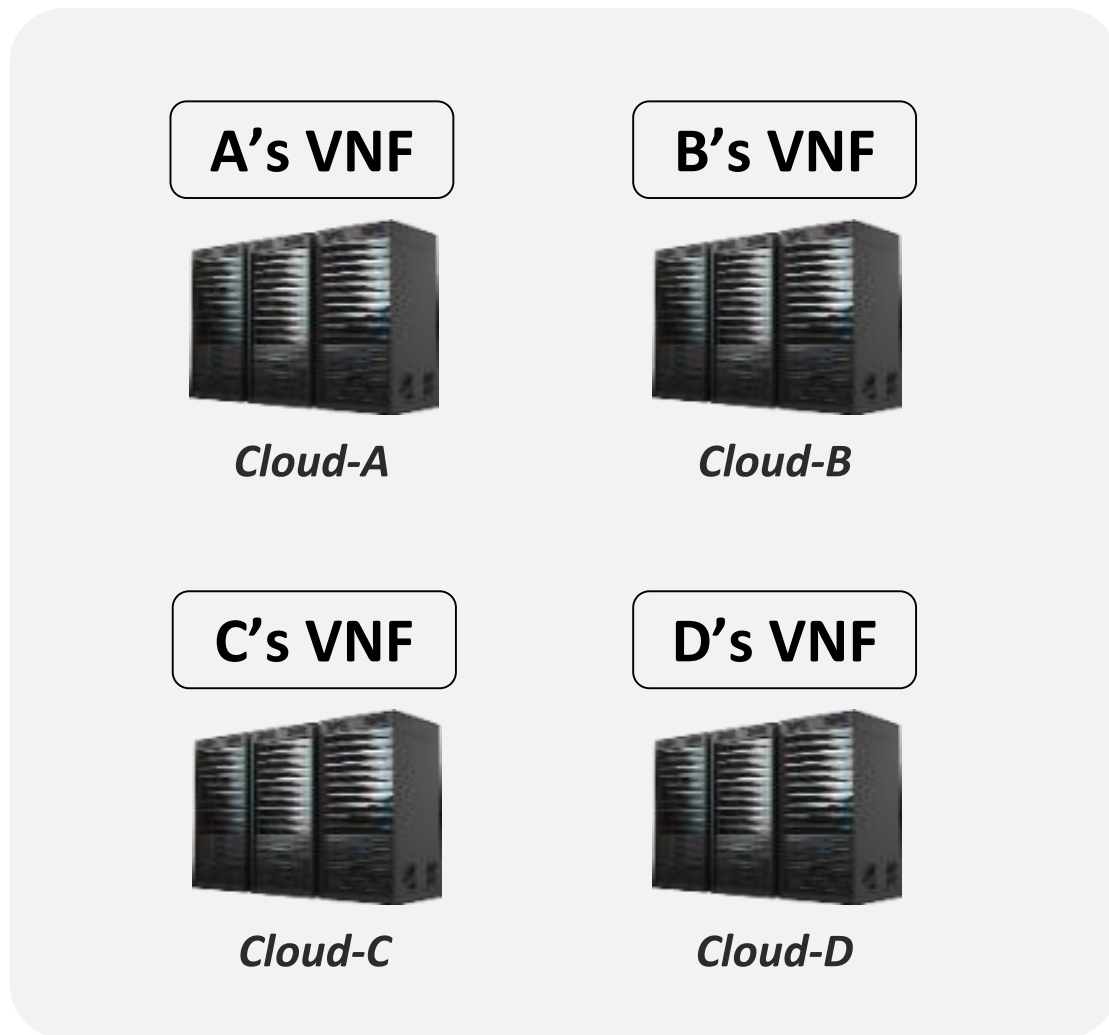 A’s VNF
B’s VNF
Cloud-A
Cloud-B
C’s VNF
D’s VNF
Cloud-C
Cloud-D